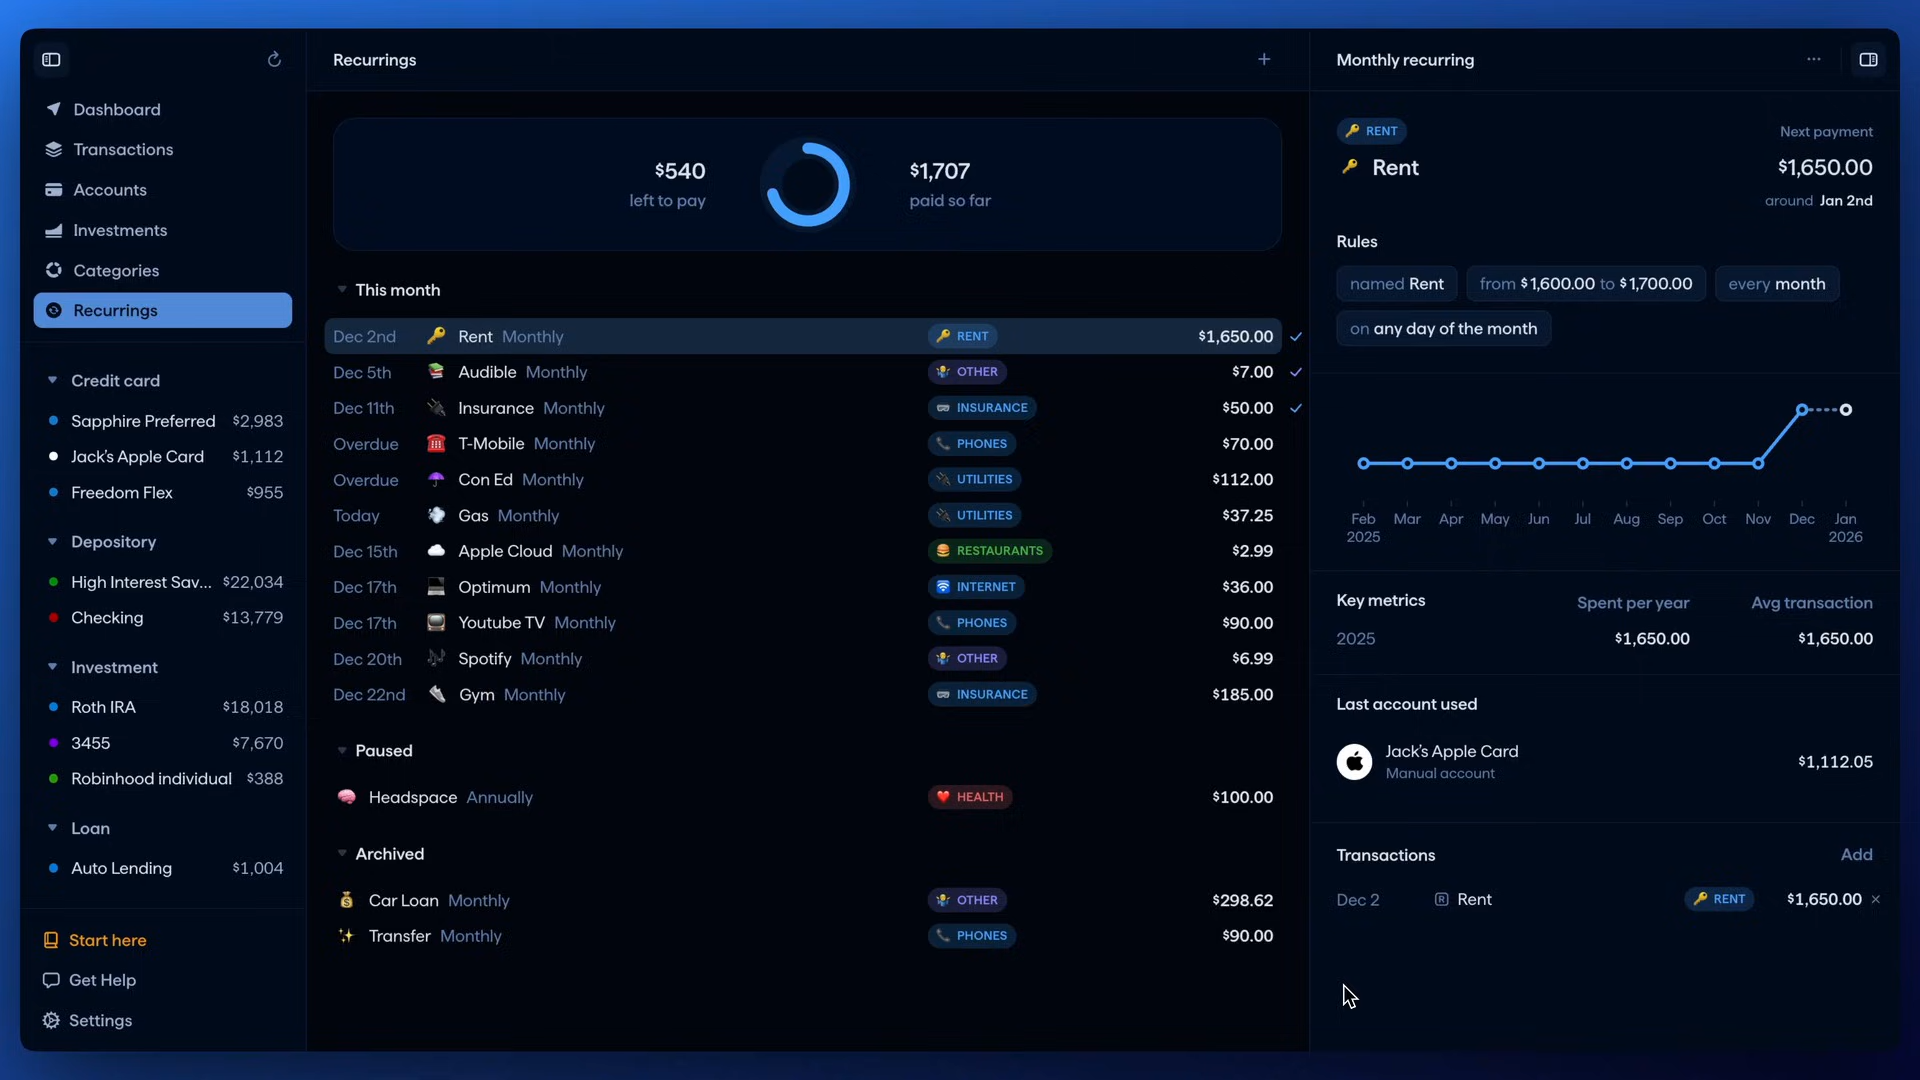 Dashboard
Transactions
Accounts
Investments
Categories
Recurrings
Credit card
Sapphire Preferred $2,983
Jack's Apple Card $1,112
Freedom Flex $955
Depository
High Interest Sav... $22,034
Checking $13,779
Investment
Roth IRA $18,018
3455 $7,670
Robinhood individual $388
Loan
Auto Lending $1,004
Start here
Get Help
Settings
Recurrings
$540
left to pay
$1,707
paid so far
This month
Dec 2nd Rent Monthly RENT $1,650.00
Dec 5th Audible Monthly OTHER $7.00
Dec 11th Insurance Monthly INSURANCE $50.00
Overdue T-Mobile Monthly PHONES $70.00
Overdue Con Ed Monthly UTILITIES $112.00
Today Gas Monthly UTILITIES $37.25
Dec 15th Apple Cloud Monthly RESTAURANTS $2.99
Dec 17th Optimum Monthly INTERNET $36.00
Dec 17th Youtube TV Monthly PHONES $90.00
Dec 20th Spotify Monthly OTHER $6.99
Dec 22nd Gym Monthly INSURANCE $185.00
Paused
Headspace Annually HEALTH $100.00
Archived
Car Loan Monthly OTHER $298.62
Transfer Monthly PHONES $90.00
Monthly recurring
RENT
Rent
Next payment
$1,650.00
around Jan 2nd
Rules
named Rent
from $1,600.00 to $1,700.00
every month
on any day of the month
Feb Mar Apr May Jun Jul Aug Sep Oct Nov Dec Jan
2025 2026
Key metrics Spent per year Avg transaction
2025 $1,650.00 $1,650.00
Last account used
Jack's Apple Card
Manual account
$1,112.05
Transactions Add
Dec 2 R Rent RENT $1,650.00